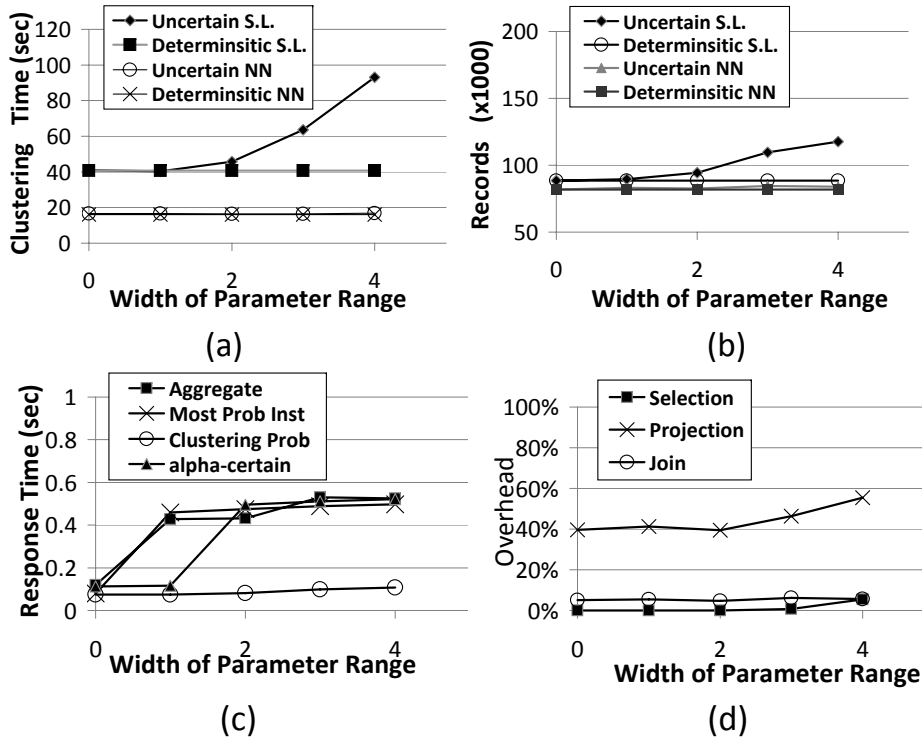 Clustering Time (sec)
120
100
80
60
40
20
0
Uncertain S.L.
Determinsitic S.L.
Uncertain NN
Determinsitic NN
0 2 4
Width of Parameter Range
(a)
Records (x1000)
200
150
100
50
Uncertain S.L.
Determinsitic S.L.
Uncertain NN
Determinsitic NN
0 2 4
Width of Parameter Range
(b)
Response Time (sec)
1
0.8
0.6
0.4
0.2
0
Aggregate
Most Prob Inst
Clustering Prob
alpha-certain
0 2 4
Width of Parameter Range
(c)
Overhead
100%
80%
60%
40%
20%
0%
Selection
Projection
Join
0 2 4
Width of Parameter Range
(d)